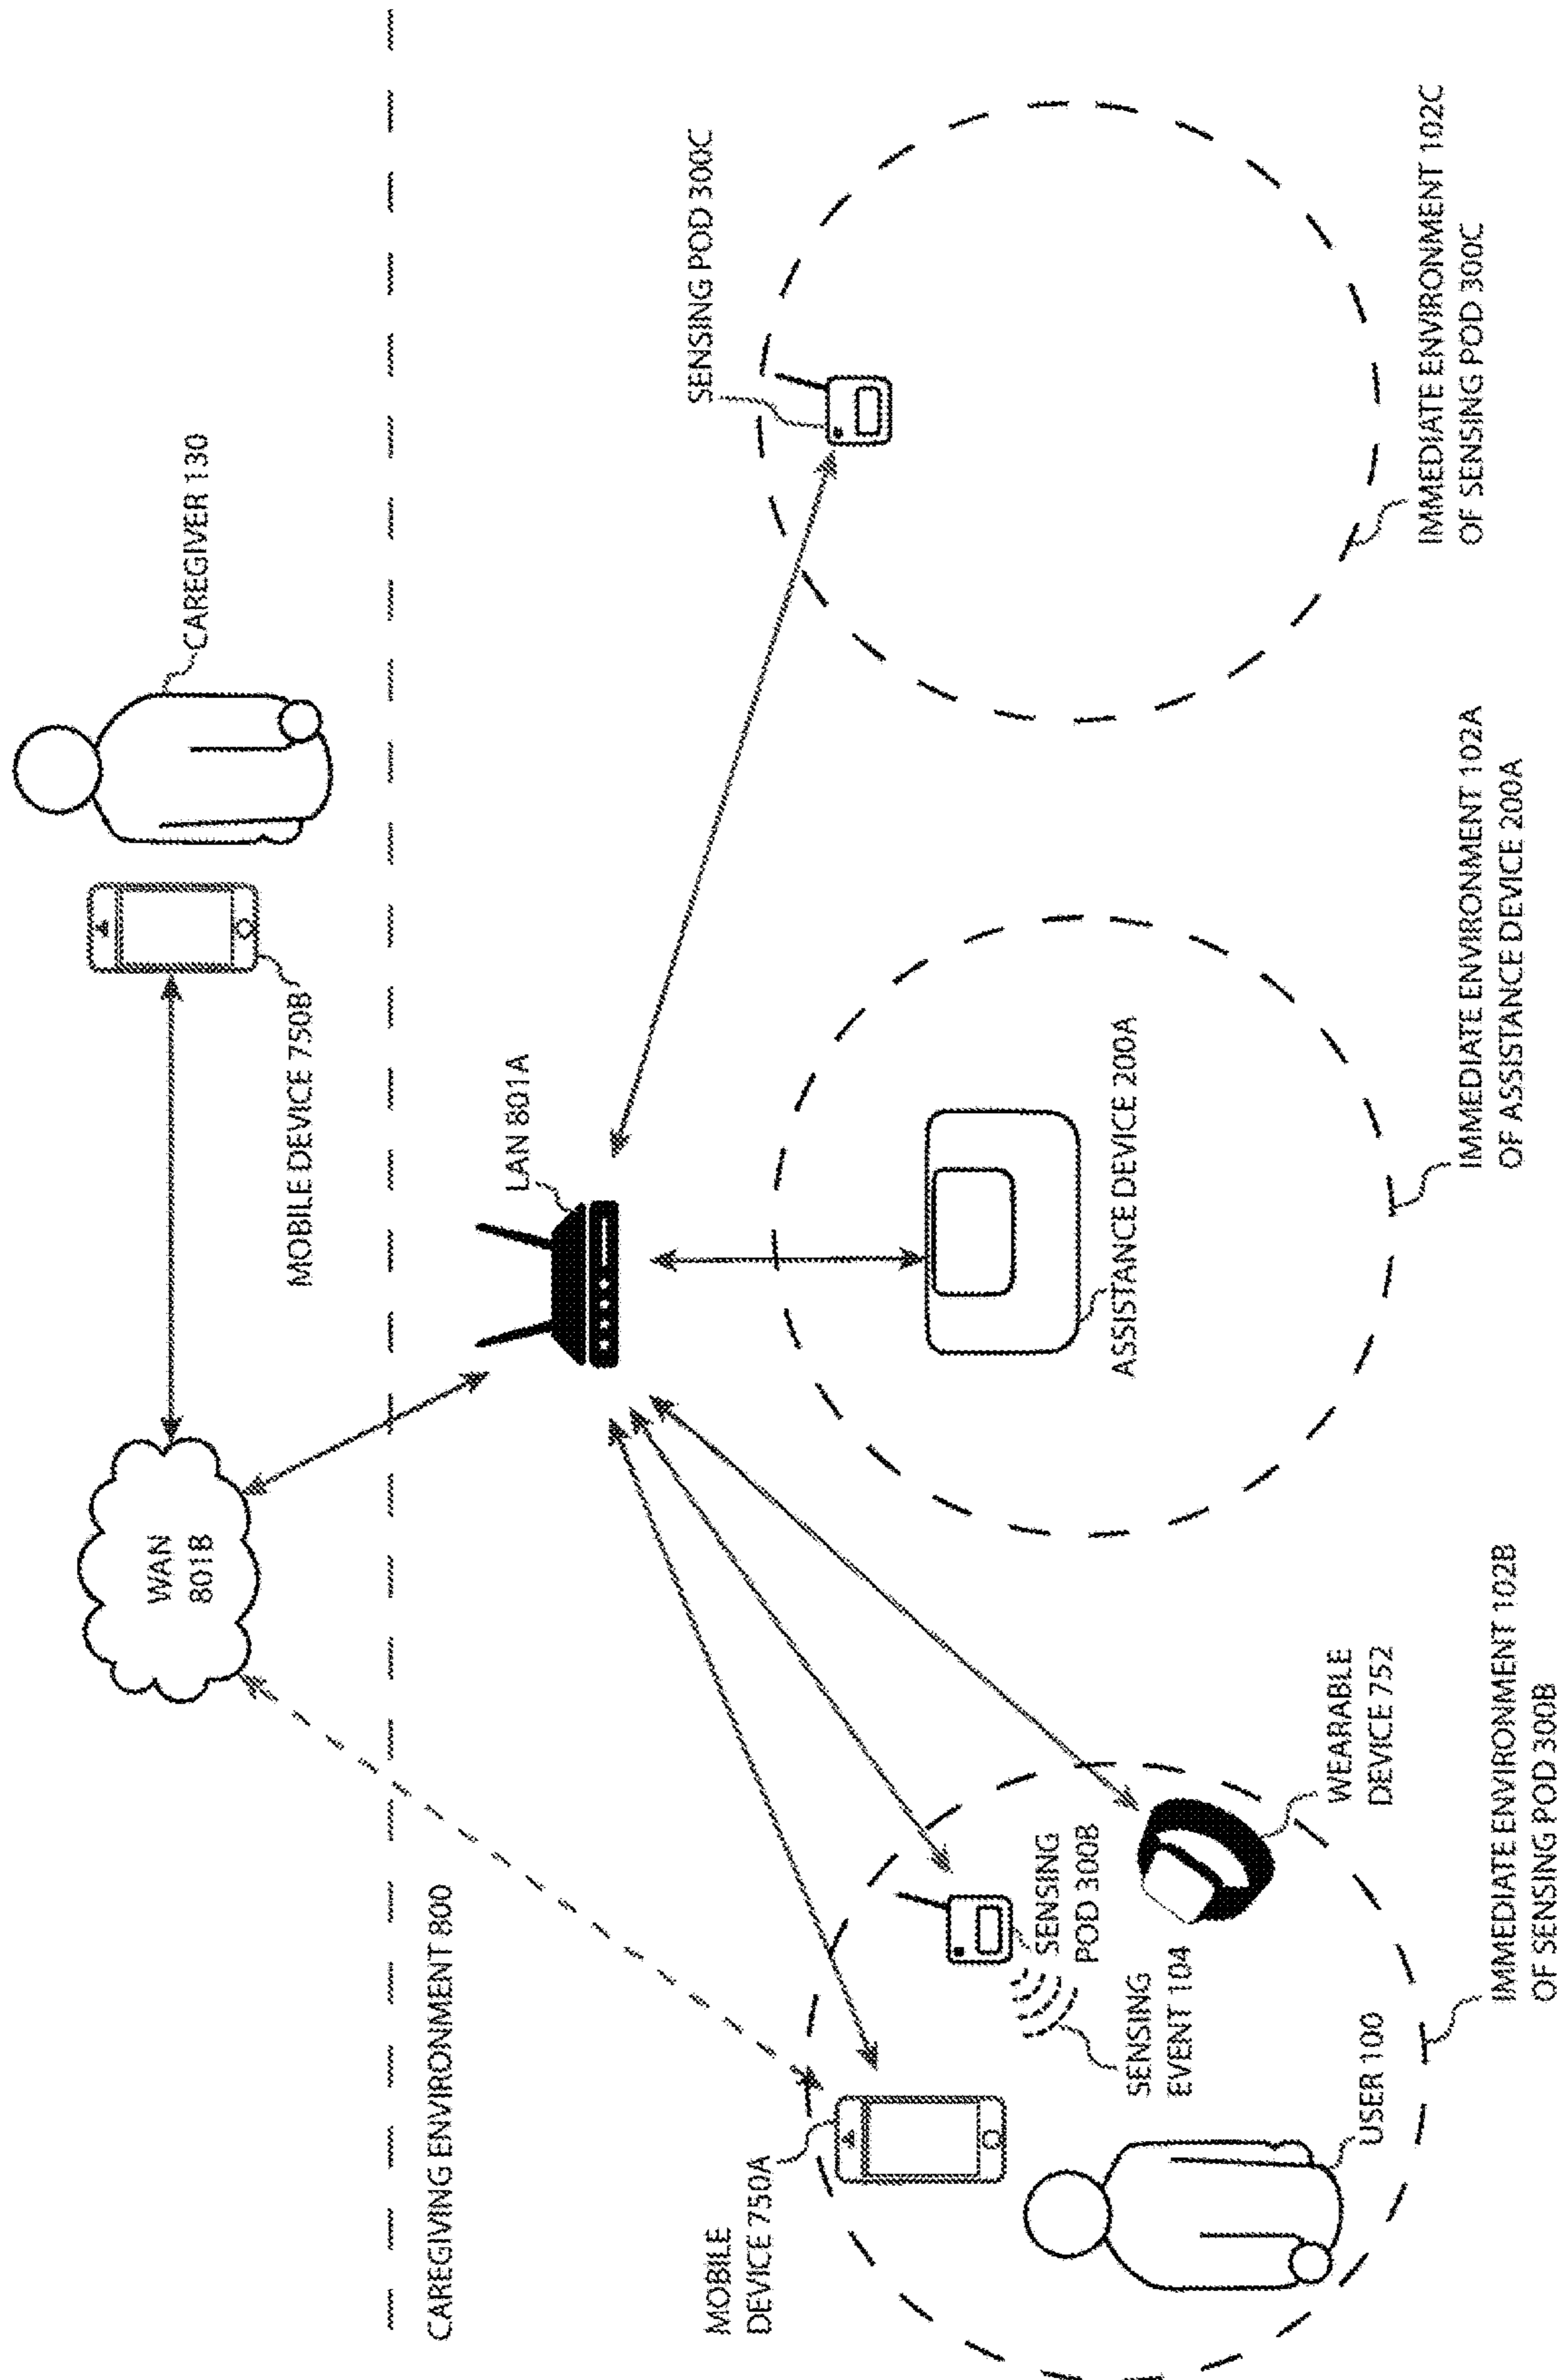 CAREGIVER 130
WAN
801B
MOBILE DEVICE 750B
CAREGIVING ENVIRONMENT 800
LAN 801A
MOBILE
DEVICE 750A
SENSING POD 300C
SENSING
POD 300B
SENSING
EVENT 104
ASSISTANCE DEVICE 200A
USER 100
WEARABLE
DEVICE 752
IMMEDIATE ENVIRONMENT 102B
OF SENSING POD 300B
IMMEDIATE ENVIRONMENT 102A
OF ASSISTANCE DEVICE 200A
IMMEDIATE ENVIRONMENT 102C
OF SENSING POD 300C